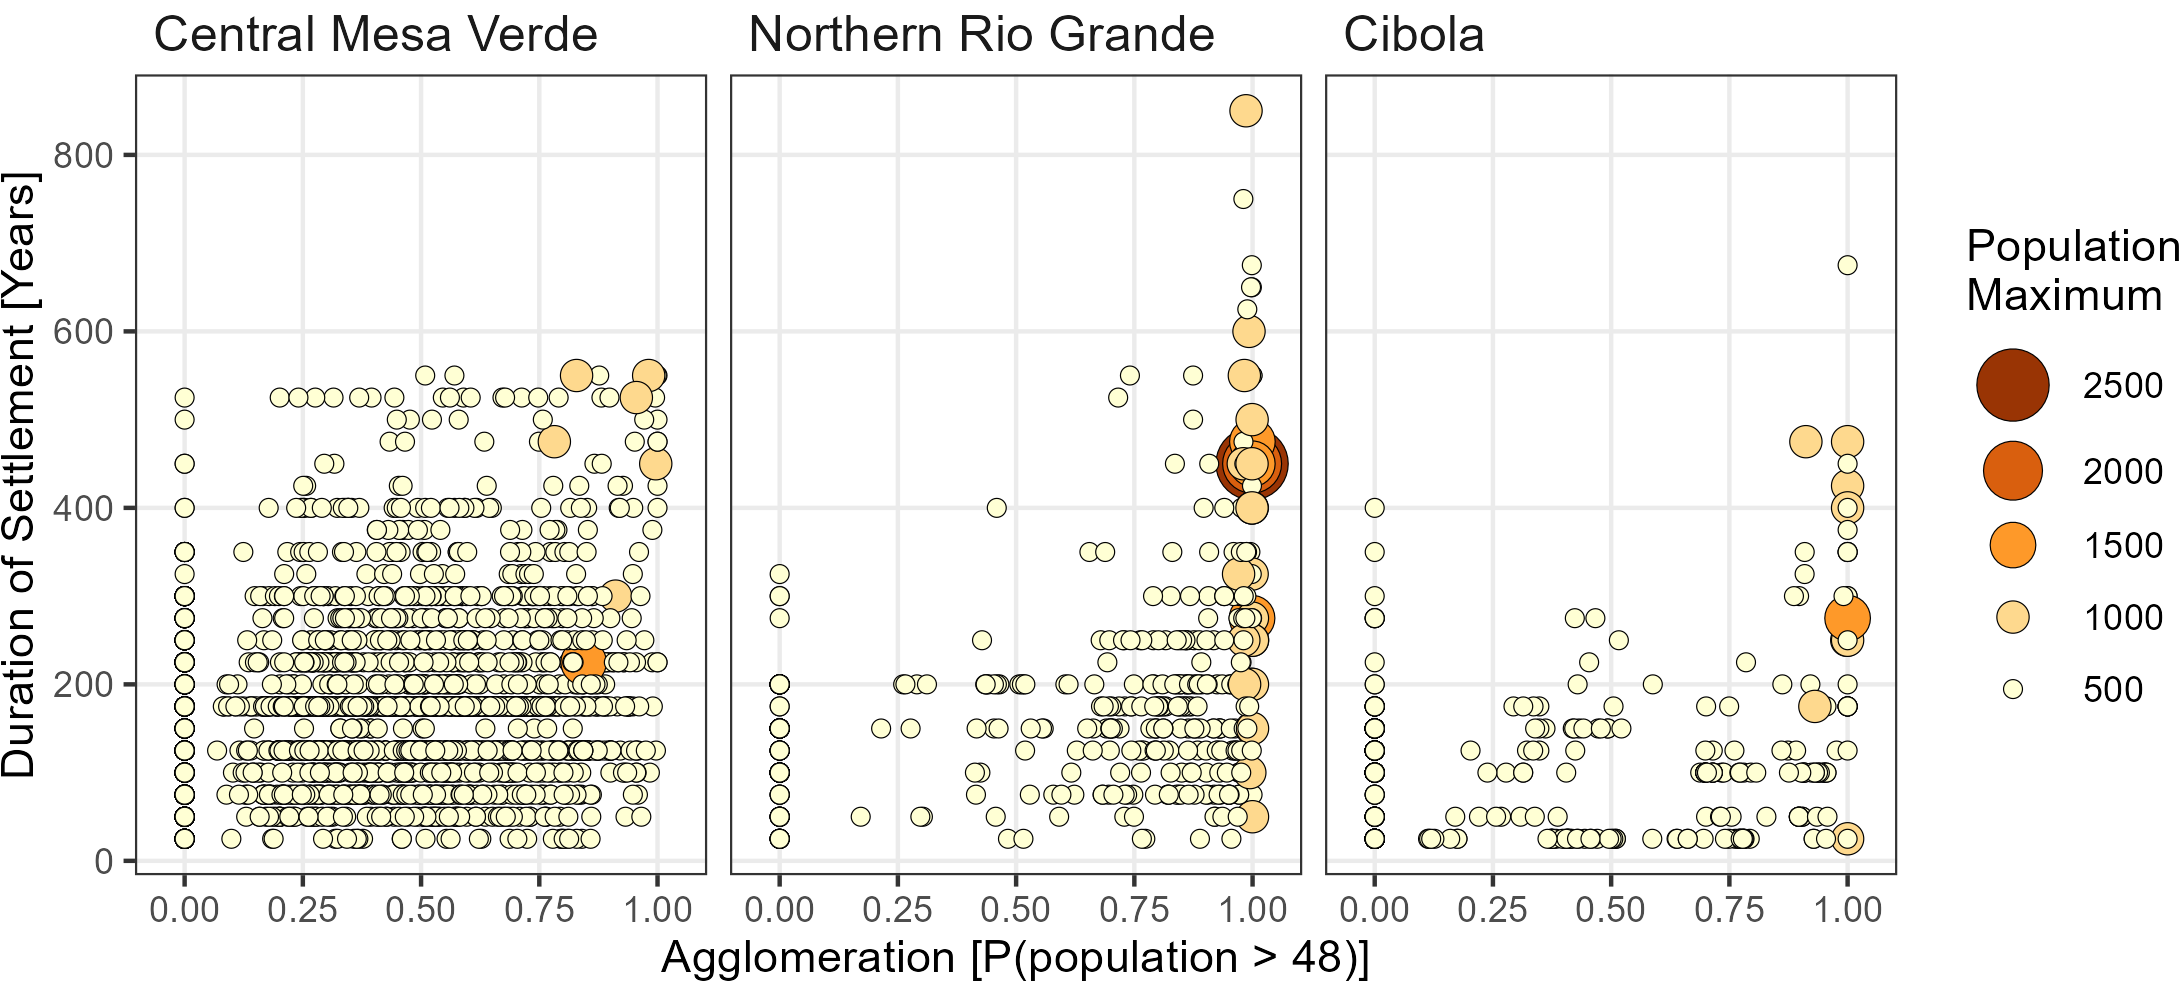 Central Mesa Verde
Northern Rio Grande
Cibola
Duration of Settlement [Years]
800
600
400
200
0
0.00 0.25 0.50 0.75 1.00
0.00 0.25 0.50 0.75 1.00
0.00 0.25 0.50 0.75 1.00
Agglomeration [P(population > 48)]
Population
Maximum
2500
2000
1500
1000
500